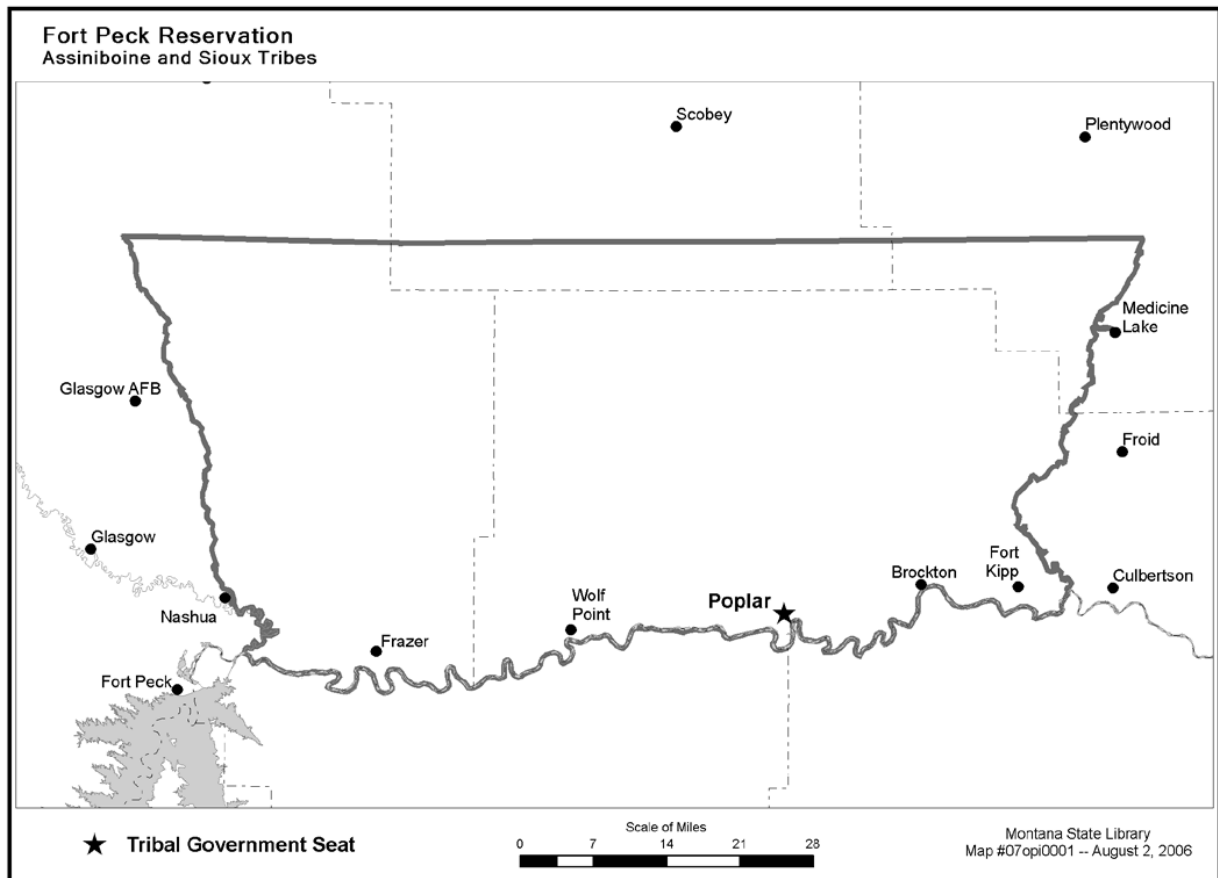 Fort Peck Reservation
Assiniboine and Sioux Tribes
Scobey
Plentywood
Medicine
Lake
Glasgow AFB
Froid
Glasgow
Fort
Kipp
Brockton
Culbertson
Wolf
Point
Poplar
Nashua
Frazer
Fort Peck
Tribal Government Seat
Scale of Miles
0 7 14 21 28
Montana State Library
Map #07opi0001 -- August 2, 2006